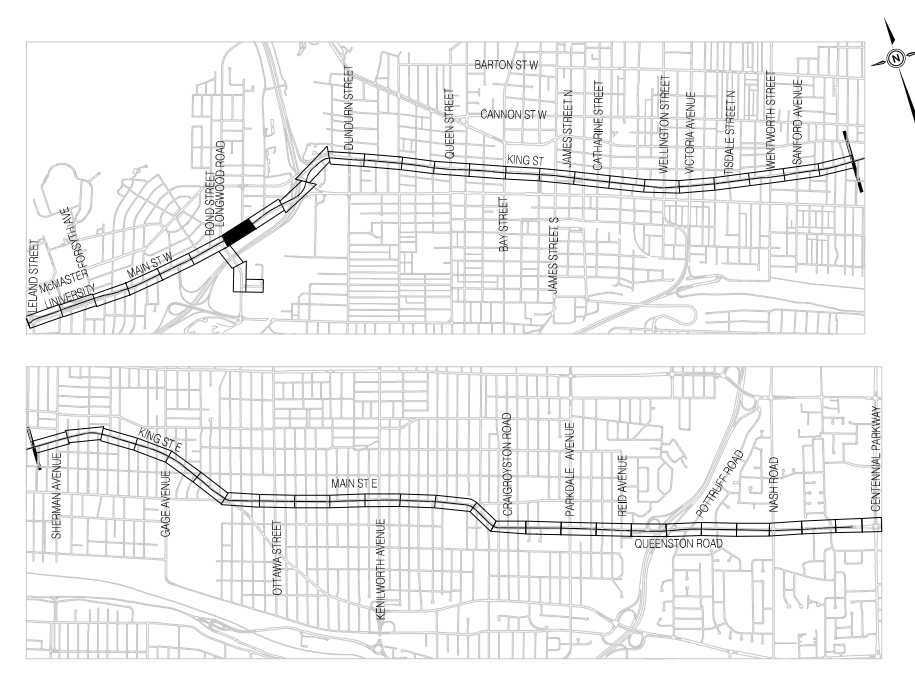 BARTON ST W
N
CANNON ST W
DUNDURN STREET
QUEEN STREET
JAMES STREET N
CATHARINE STREET
WELLINGTON STREET
VICTORIA AVENUE
TISDALE STREET N
WENTWORTH STREET
SANFORD AVENUE
KING ST
BOND STREET
LONGWOOD ROAD
BAY STREET
JAMES STREET S
LELAND STREET
FORSYTH AVE
MAIN ST W
McMASTER
UNIVERSITY
KING ST E
SHERMAN AVENUE
GAGE AVENUE
MAIN ST E
OTTAWA STREET
KENILWORTH AVENUE
CRAIGROYSTON ROAD
PARKDALE AVENUE
REID AVENUE
POTTRUFF ROAD
NASH ROAD
CENTENNIAL PARKWAY
QUEENSTON ROAD